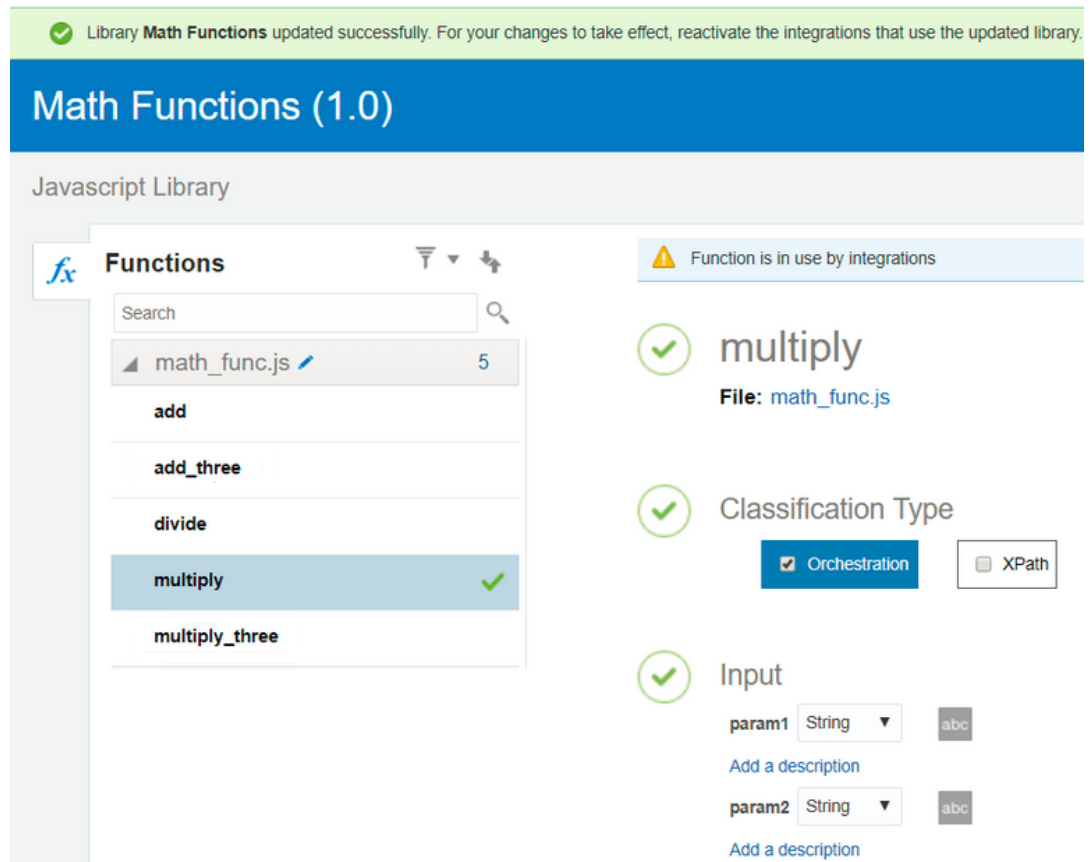 Library Math Functions updated successfully. For your changes to take effect, reactivate the integrations that use the updated library.
Math Functions (1.0)
Javascript Library
fx
Functions
Search
math_func.js 5
add
add_three
divide
multiply
multiply_three
Function is in use by integrations
multiply
File: math_func.js
Classification Type
Orchestration
XPath
Input
param1 String abc
Add a description
param2 String abc
Add a description